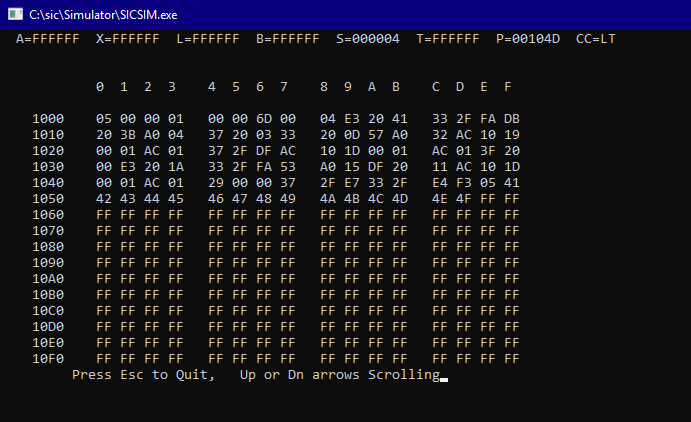 C:\sic\Simulator\SICSIM.exe
A=FFFFFF X=FFFFFF L=FFFFFF B=FFFFFF S=000004 T=FFFFFF P=00104D CC=LT
0 1 2 3 4 5 6 7 8 9 A B C D E F
1000 05 00 00 01 00 00 6D 00 04 E3 20 41 33 2F FA DB
1010 20 3B A0 04 37 20 03 33 20 0D 57 A0 32 AC 10 19
1020 00 01 AC 01 37 2F DF AC 10 1D 00 01 AC 01 3F 20
1030 00 E3 20 1A 33 2F FA 53 A0 15 DF 20 11 AC 10 1D
1040 00 01 AC 01 29 00 00 37 2F E7 33 2F E4 F3 05 41
1050 42 43 44 45 46 47 48 49 4A 4B 4C 4D 4E 4F FF FF
1060 FF FF FF FF FF FF FF FF FF FF FF FF FF FF FF FF
1070 FF FF FF FF FF FF FF FF FF FF FF FF FF FF FF FF
1080 FF FF FF FF FF FF FF FF FF FF FF FF FF FF FF FF
1090 FF FF FF FF FF FF FF FF FF FF FF FF FF FF FF FF
10A0 FF FF FF FF FF FF FF FF FF FF FF FF FF FF FF FF
10B0 FF FF FF FF FF FF FF FF FF FF FF FF FF FF FF FF
10C0 FF FF FF FF FF FF FF FF FF FF FF FF FF FF FF FF
10D0 FF FF FF FF FF FF FF FF FF FF FF FF FF FF FF FF
10E0 FF FF FF FF FF FF FF FF FF FF FF FF FF FF FF FF
10F0 FF FF FF FF FF FF FF FF FF FF FF FF FF FF FF FF
Press Esc to Quit, Up or Dn arrows Scrolling